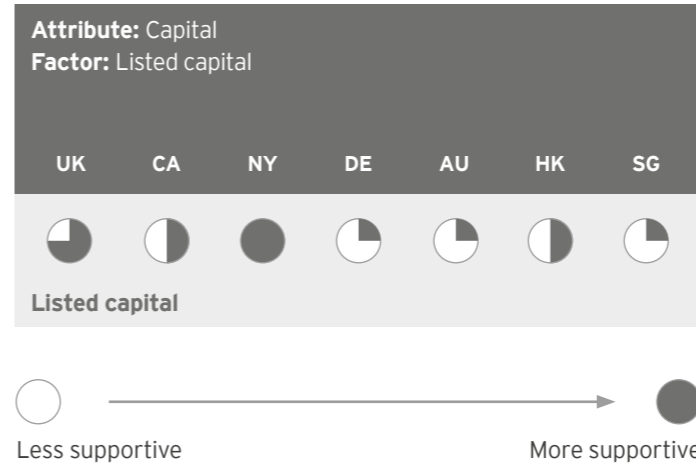 Attribute: Capital
Factor: Listed capital
UK CA NY DE AU HK SG
Listed capital
Less supportive More supportive